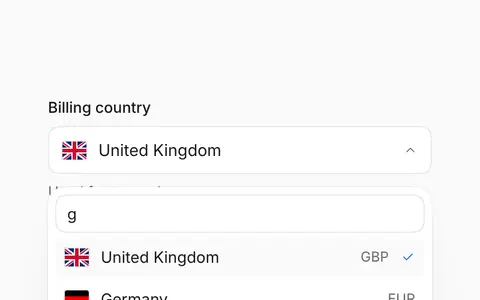 Billing country
United Kingdom
g
United Kingdom GBP
Germany EUR